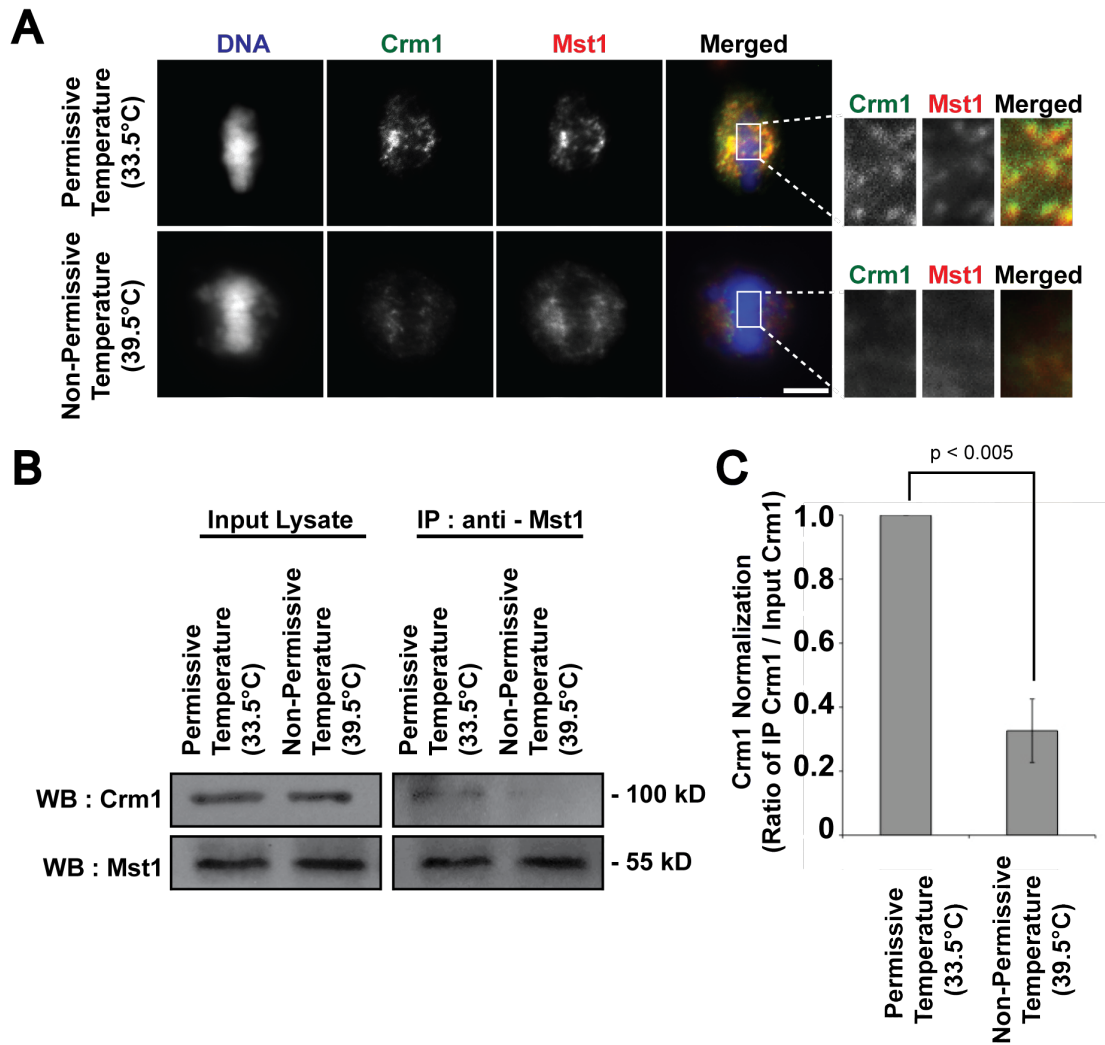 A
DNA
Crm1
Mst1
Merged
Permissive
Temperature
(33.5°C)
Crm1
Mst1
Merged
Non-Permissive
Temperature
(39.5°C)
Crm1
Mst1
Merged
B
Input Lysate
IP : anti - Mst1
Permissive
Temperature
(33.5°C)
Non-Permissive
Temperature
(39.5°C)
Permissive
Temperature
(33.5°C)
Non-Permissive
Temperature
(39.5°C)
WB : Crm1
- 100 kD
WB : Mst1
- 55 kD
C
p < 0.005
Crm1 Normalization
(Ratio of IP Crm1 / Input Crm1)
1.0
0.8
0.6
0.4
0.2
0
Permissive
Temperature
(33.5°C)
Non-Permissive
Temperature
(39.5°C)